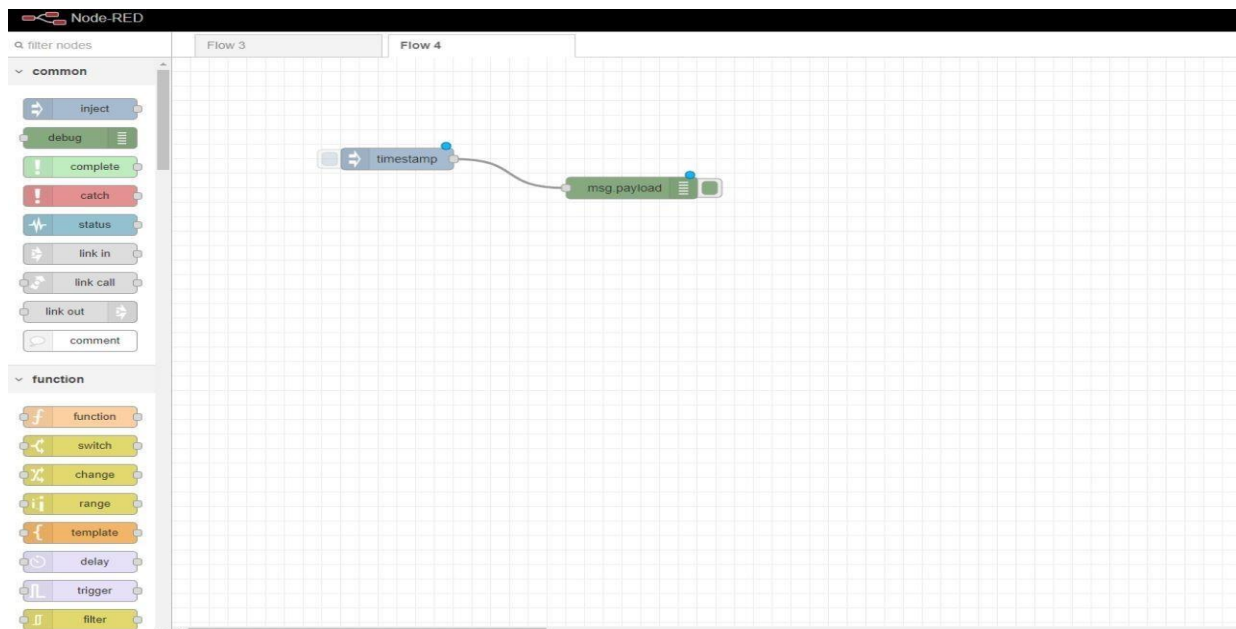 Node-RED
filter nodes
Flow 3
Flow 4
common
inject
debug
complete
catch
status
link in
link call
link out
comment
function
function
switch
change
range
template
delay
trigger
filter
timestamp
msg.payload